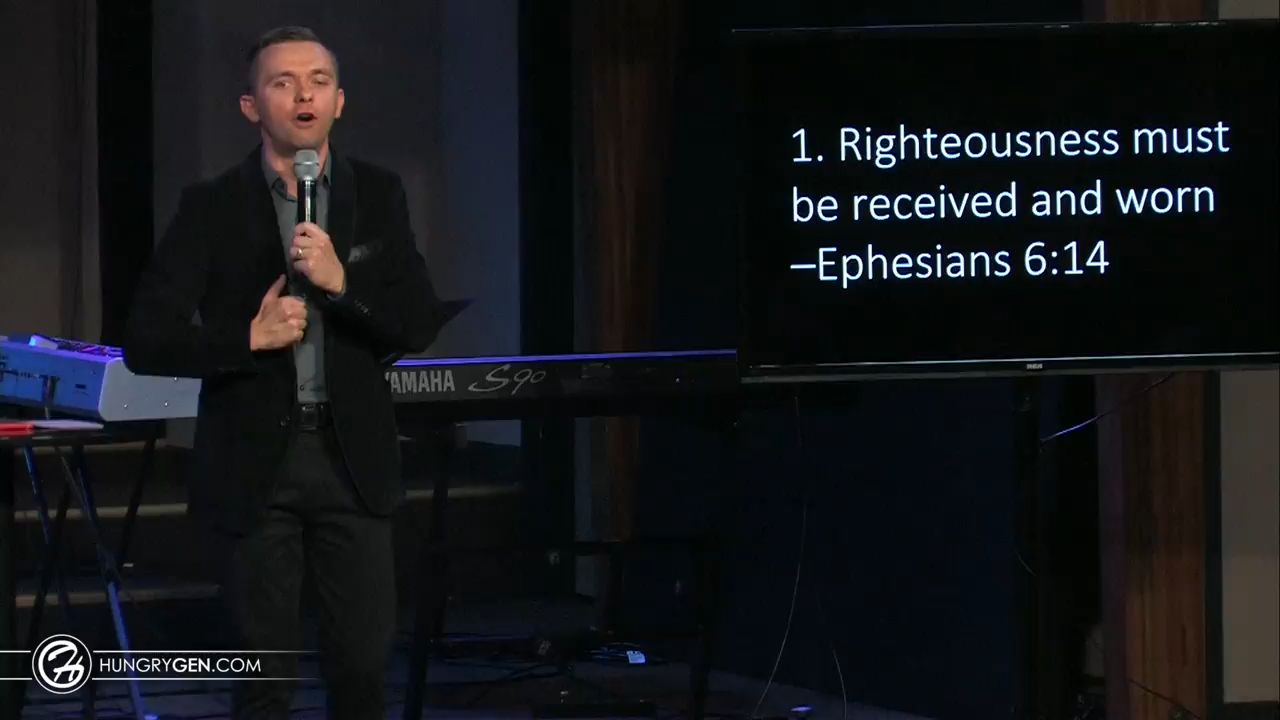 1. Righteousness must
be received and worn
–Ephesians 6:14
YAMAHA S90
HUNGRYGEN.COM